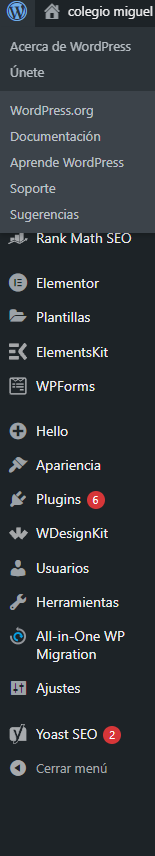 colegio miguel
Acerca de WordPress
Únete
WordPress.org
Documentación
Aprende WordPress
Soporte
Sugerencias
Rank Math SEO
Elementor
Plantillas
ElementsKit
WPForms
Hello
Apariencia
Plugins 6
WDesignKit
Usuarios
Herramientas
All-in-One WP
Migration
Ajustes
Yoast SEO 2
Cerrar menú